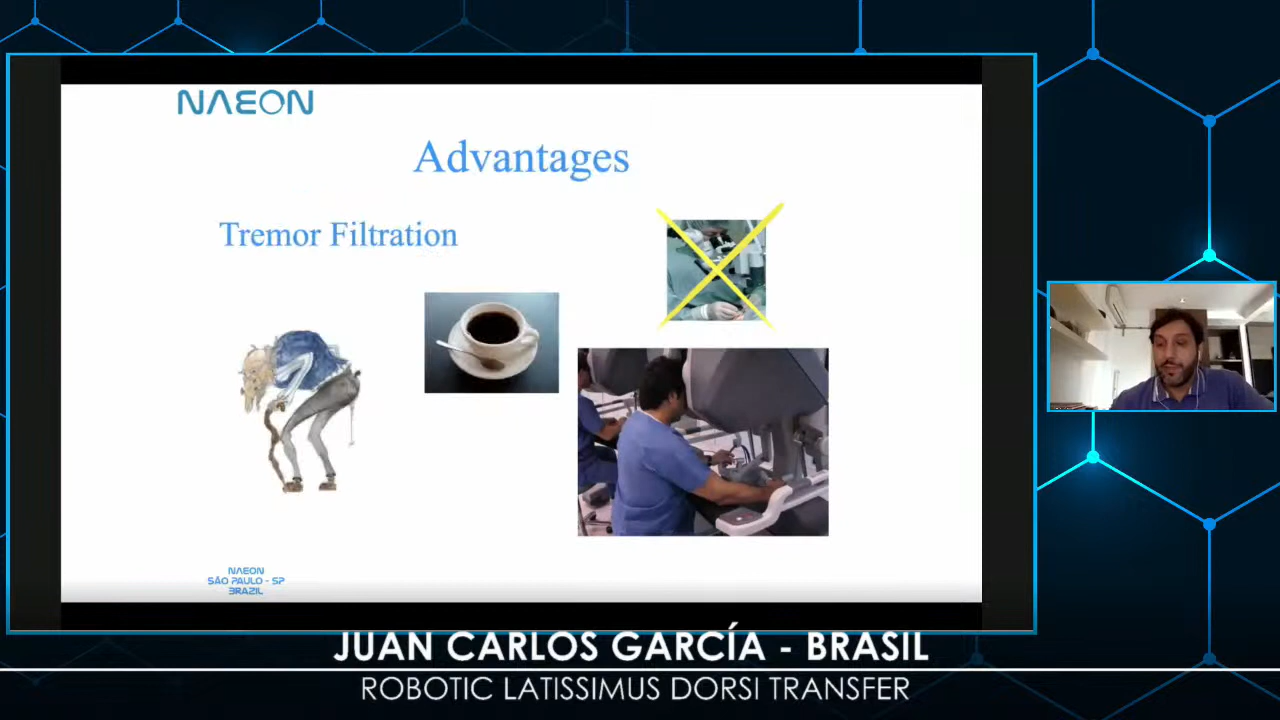 NAEON
Advantages
Tremor Filtration
NAEON
SÃO PAULO - SP
BRAZIL
JUAN CARLOS GARCÍA - BRASIL
ROBOTIC LATISSIMUS DORSI TRANSFER